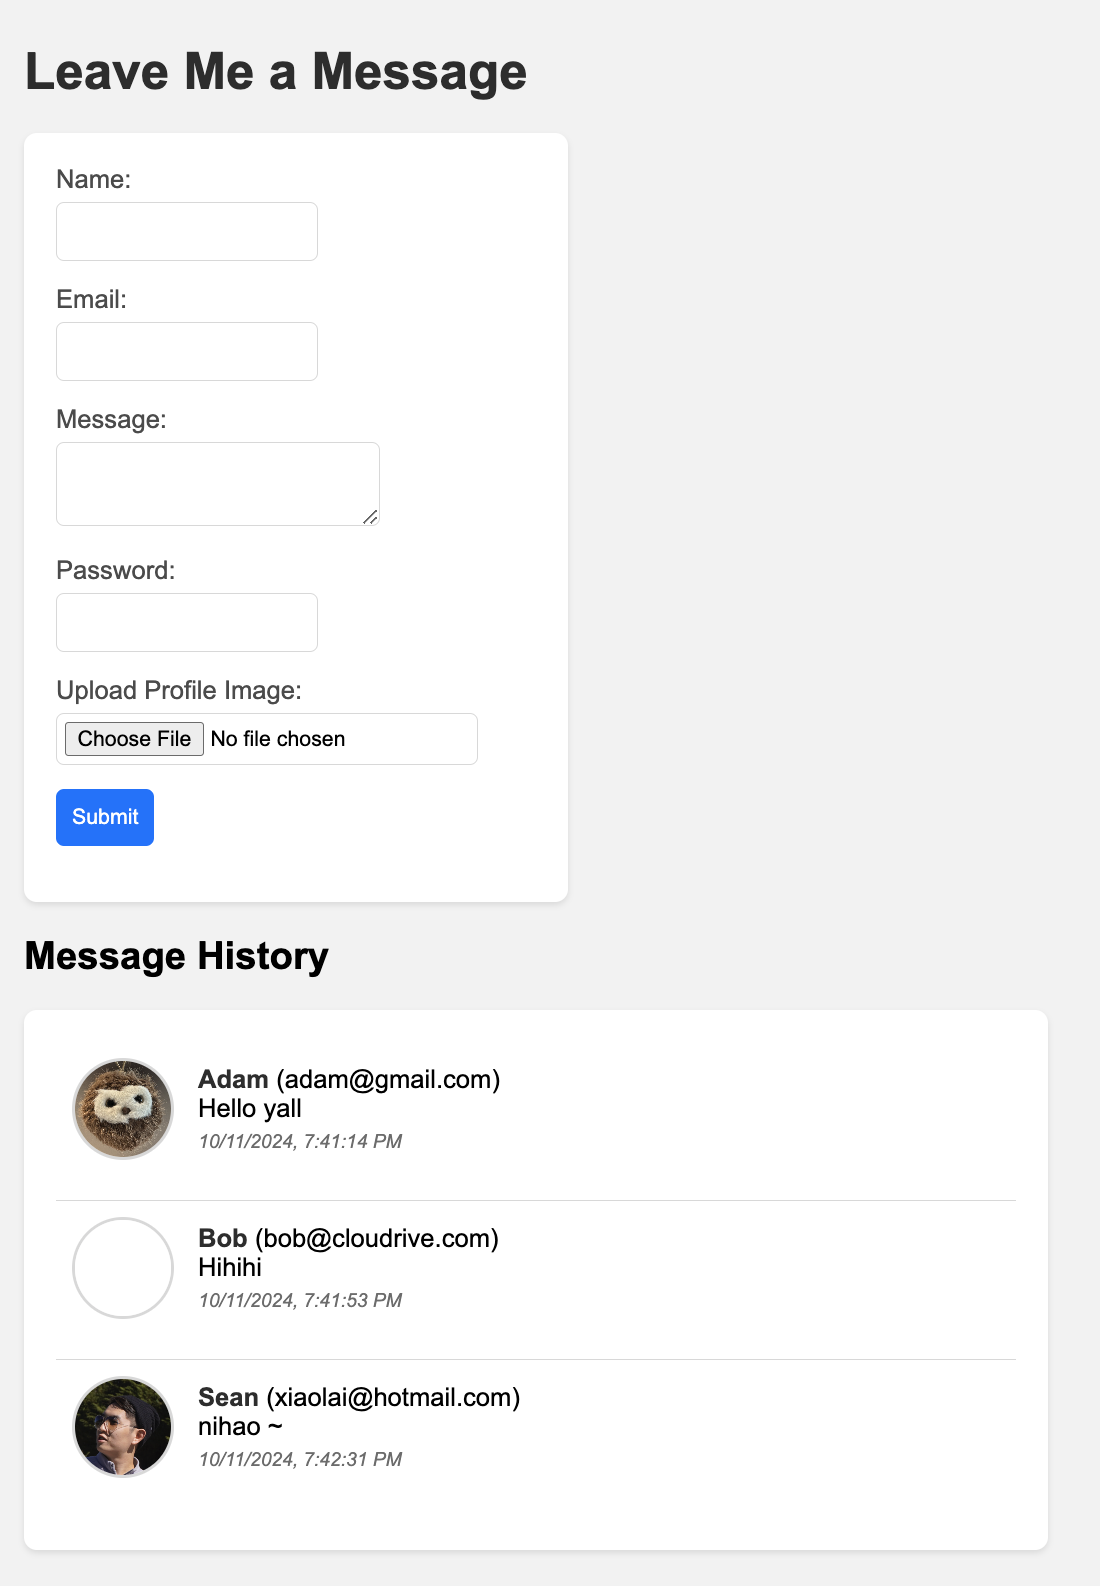 Leave Me a Message
Name:
Email:
Message:
Password:
Upload Profile Image:
Choose File No file chosen
Submit
Message History
Adam (adam@gmail.com)
Hello yall
10/11/2024, 7:41:14 PM
Bob (bob@cloudrive.com)
Hihihi
10/11/2024, 7:41:53 PM
Sean (xiaolai@hotmail.com)
nihao ~
10/11/2024, 7:42:31 PM